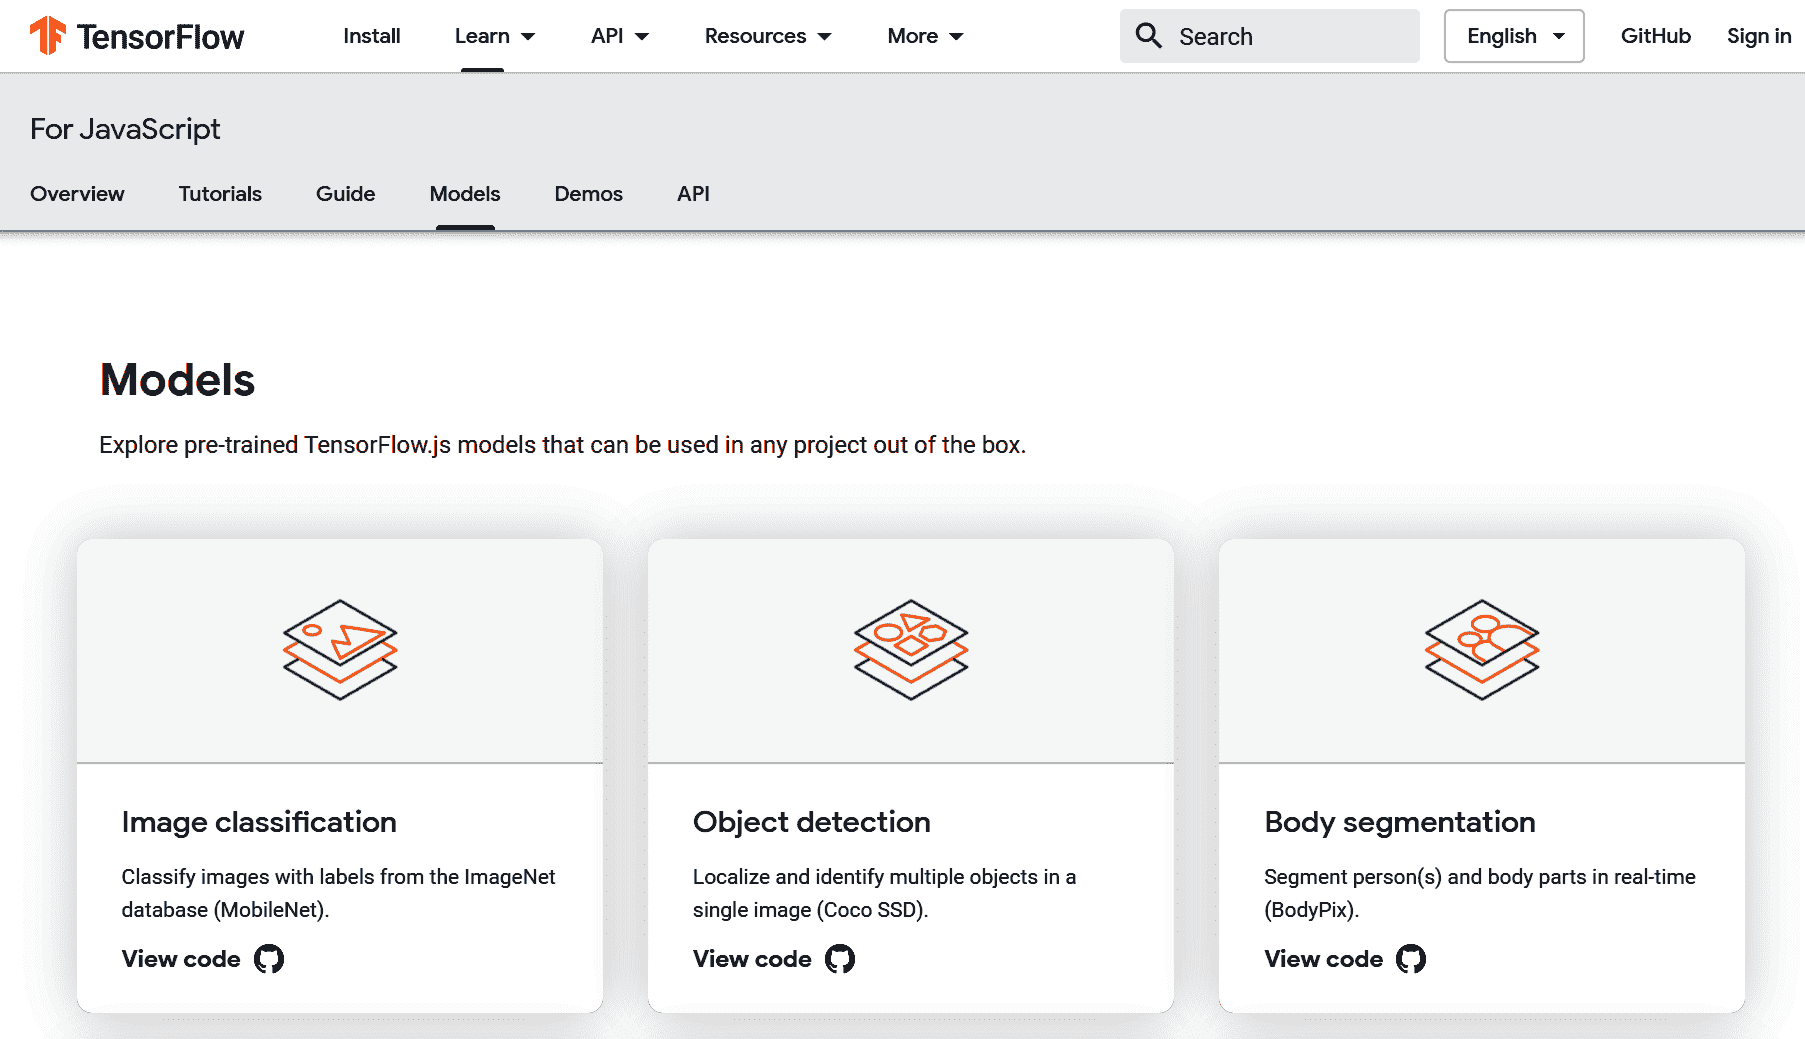 TensorFlow Install Learn API Resources More Search English GitHub Sign in
For JavaScript
Overview Tutorials Guide Models Demos API
Models
Explore pre-trained TensorFlow.js models that can be used in any project out of the box.
Image classification
Classify images with labels from the ImageNet
database (MobileNet).
View code
Object detection
Localize and identify multiple objects in a
single image (Coco SSD).
View code
Body segmentation
Segment person(s) and body parts in real-time
(BodyPix).
View code